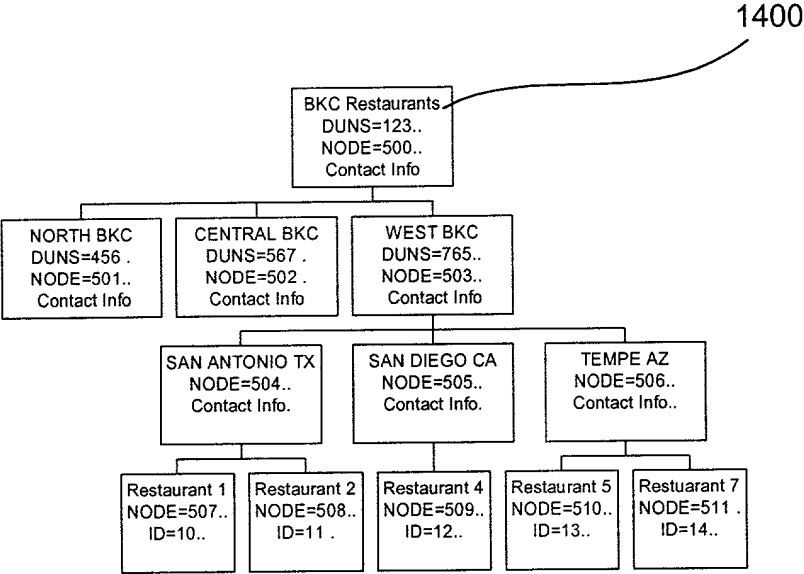 1400
BKC Restaurants
DUNS=123..
NODE=500..
Contact Info
NORTH BKC
DUNS=456 .
NODE=501..
Contact Info
CENTRAL BKC
DUNS=567 .
NODE=502 .
Contact Info
WEST BKC
DUNS=765..
NODE=503..
Contact Info
SAN ANTONIO TX
NODE=504..
Contact Info.
SAN DIEGO CA
NODE=505..
Contact Info.
TEMPE AZ
NODE=506..
Contact Info..
Restaurant 1
NODE=507..
ID=10..
Restaurant 2
NODE=508..
ID=11 .
Restaurant 4
NODE=509..
ID=12..
Restaurant 5
NODE=510..
ID=13..
Restuarant 7
NODE=511 .
ID=14..